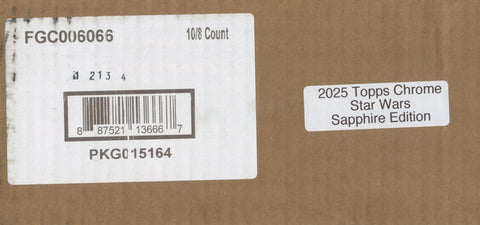 FGC006066 10/8 Count
213 4
8 87521 13666 7
PKG015164
2025 Topps Chrome
Star Wars
Sapphire Edition